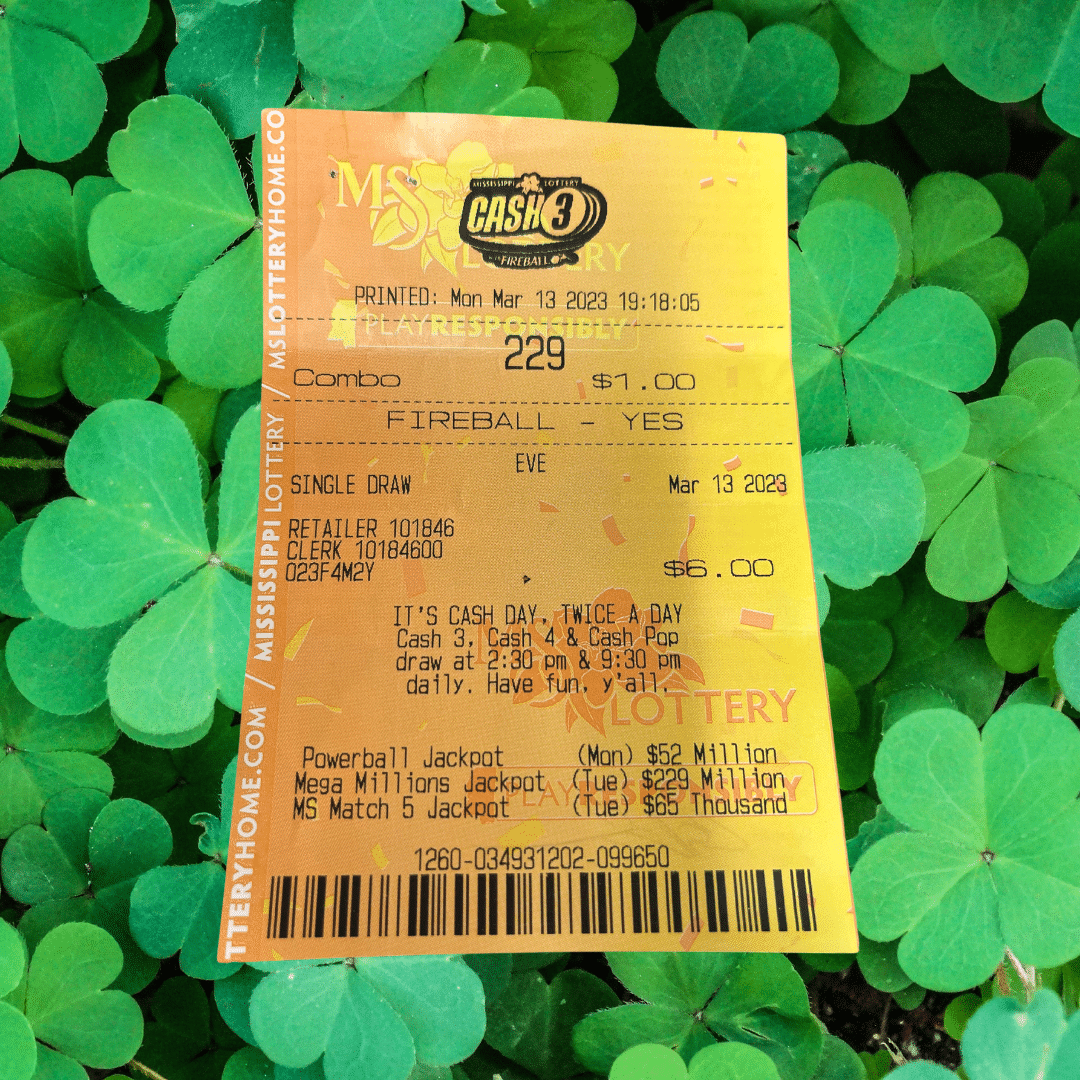 MS
LOTTERY
MISSISSIPPI LOTTERY
CASH 3
FIREBALL
PRINTED: Mon Mar 13 2023 19:18:05
PLAYRESPONSIBLY
229
Combo $1.00
FIREBALL - YES
EVE
SINGLE DRAW Mar 13 2023
RETAILER 101846
CLERK 10184600
023F4M2Y $6.00
IT'S CASH DAY, TWICE A DAY
Cash 3, Cash 4 & Cash Pop
draw at 2:30 pm & 9:30 pm
daily. Have fun, y'all.
MS
LOTTERY
Powerball Jackpot (Mon) $52 Million
Mega Millions Jackpot (Tue) $229 Million
MS Match 5 Jackpot (Tue) $65 Thousand
PLAYRESPONSIBLY
1260-034931202-099650
TTERYHOME.COM / MISSISSIPPI LOTTERY / MSLOTTERYHOME.CO